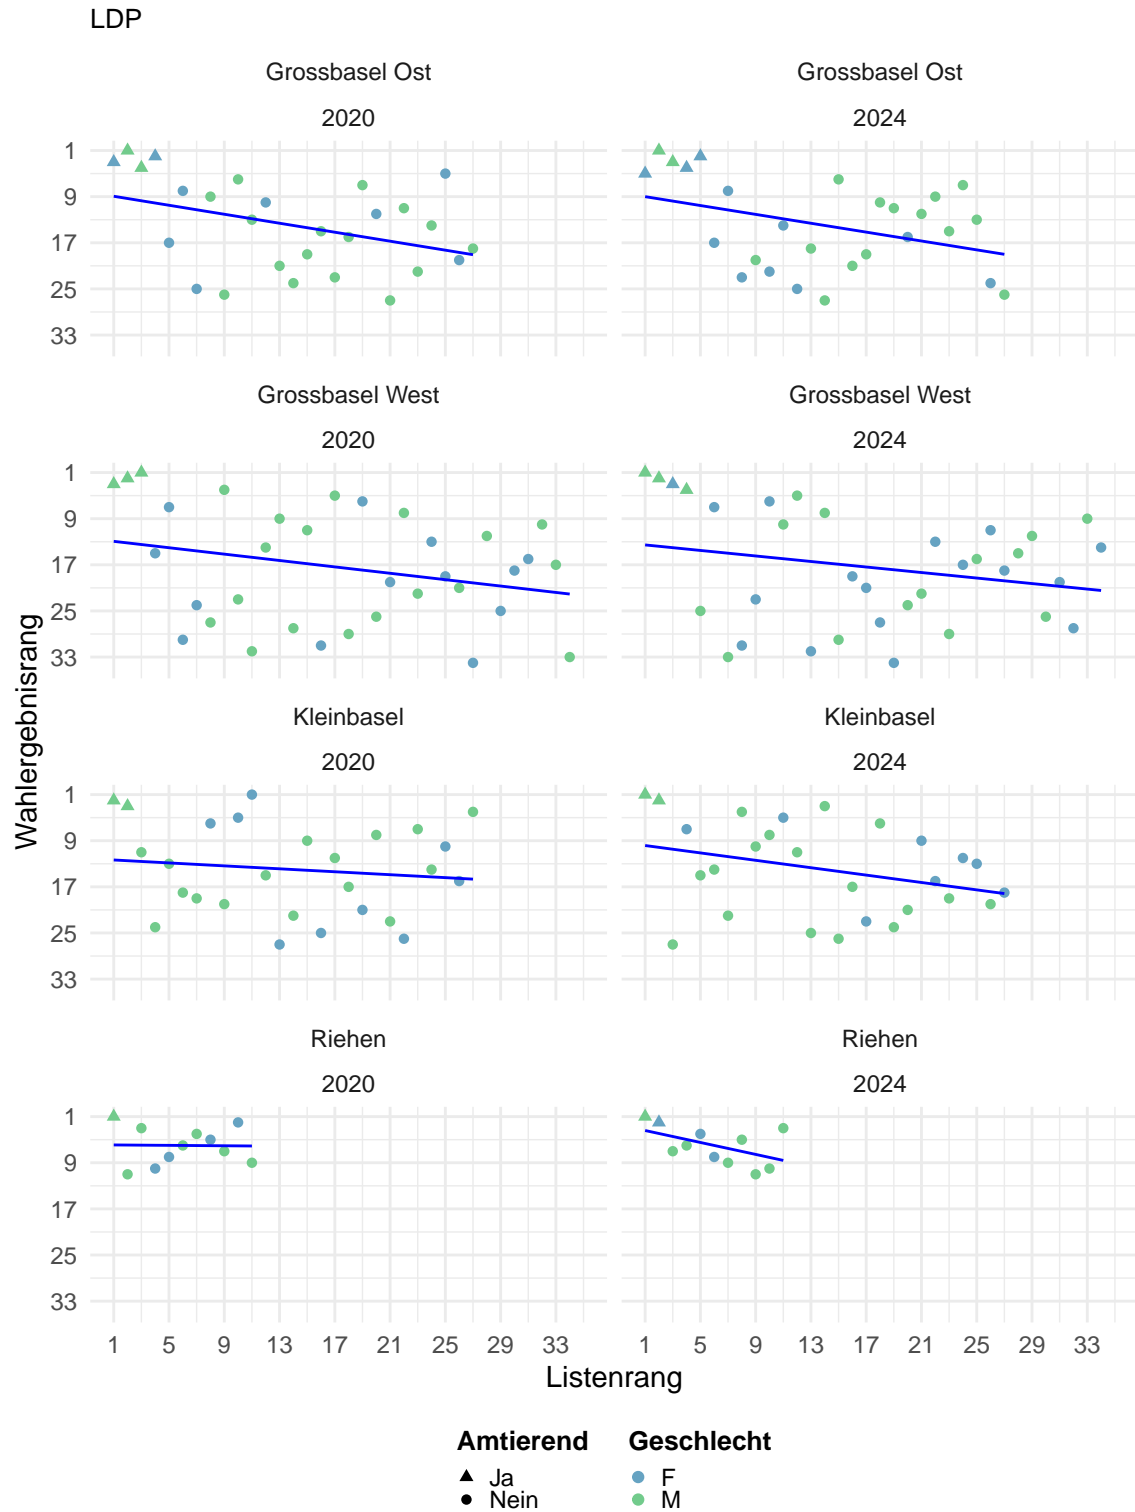 LDP
Grossbasel Ost
Grossbasel Ost
2020
2024
1
9
17
25
33
Grossbasel West
Grossbasel West
2020
2024
1
9
17
25
33
Kleinbasel
Kleinbasel
2020
2024
1
9
17
25
33
Riehen
Riehen
2020
2024
1
9
17
25
33
Wahlergebnisrang
1 5 9 13 17 21 25 29 33
1 5 9 13 17 21 25 29 33
Listenrang
Amtierend
Ja
Nein
Geschlecht
F
M